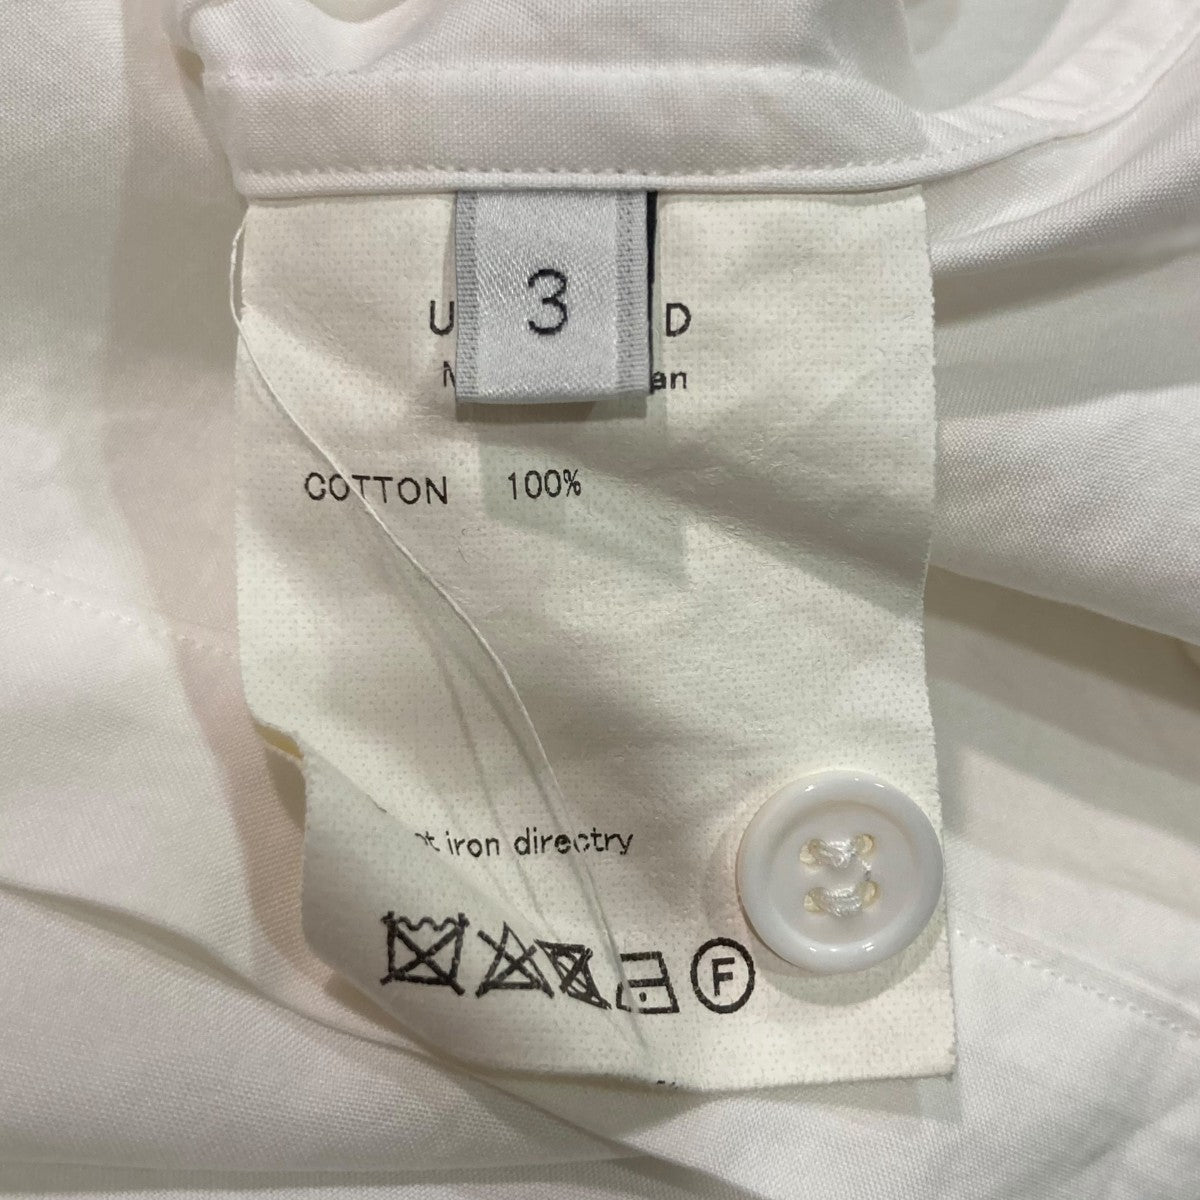 3
COTTON 100%
iron directry
F